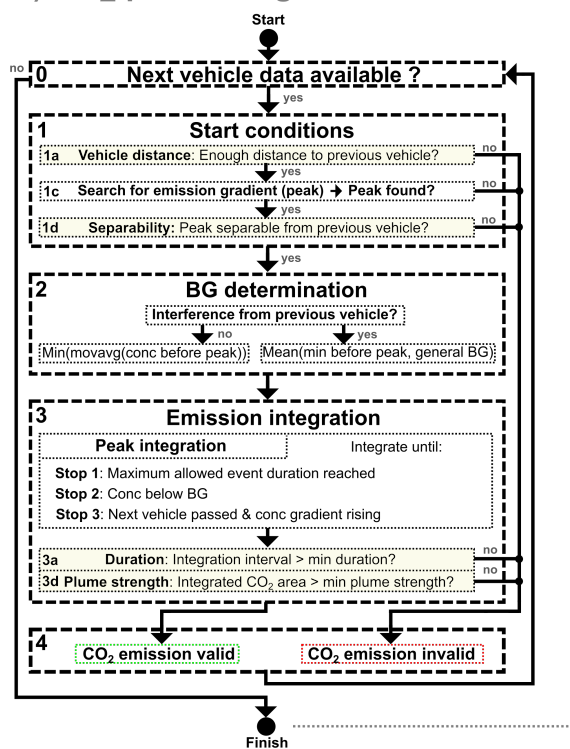 Start
no
0 Next vehicle data available ?
yes
1 Start conditions
1a Vehicle distance: Enough distance to previous vehicle?
no
yes
1c Search for emission gradient (peak) → Peak found?
no
yes
1d Separability: Peak separable from previous vehicle?
no
yes
2 BG determination
Interference from previous vehicle?
no
yes
Min(movavg(conc before peak))
Mean(min before peak, general BG)
3 Emission integration
Peak integration
Integrate until:
Stop 1: Maximum allowed event duration reached
Stop 2: Conc below BG
Stop 3: Next vehicle passed & conc gradient rising
3a Duration: Integration interval > min duration?
no
3d Plume strength: Integrated CO₂ area > min plume strength?
no
4
CO₂ emission valid
CO₂ emission invalid
Finish